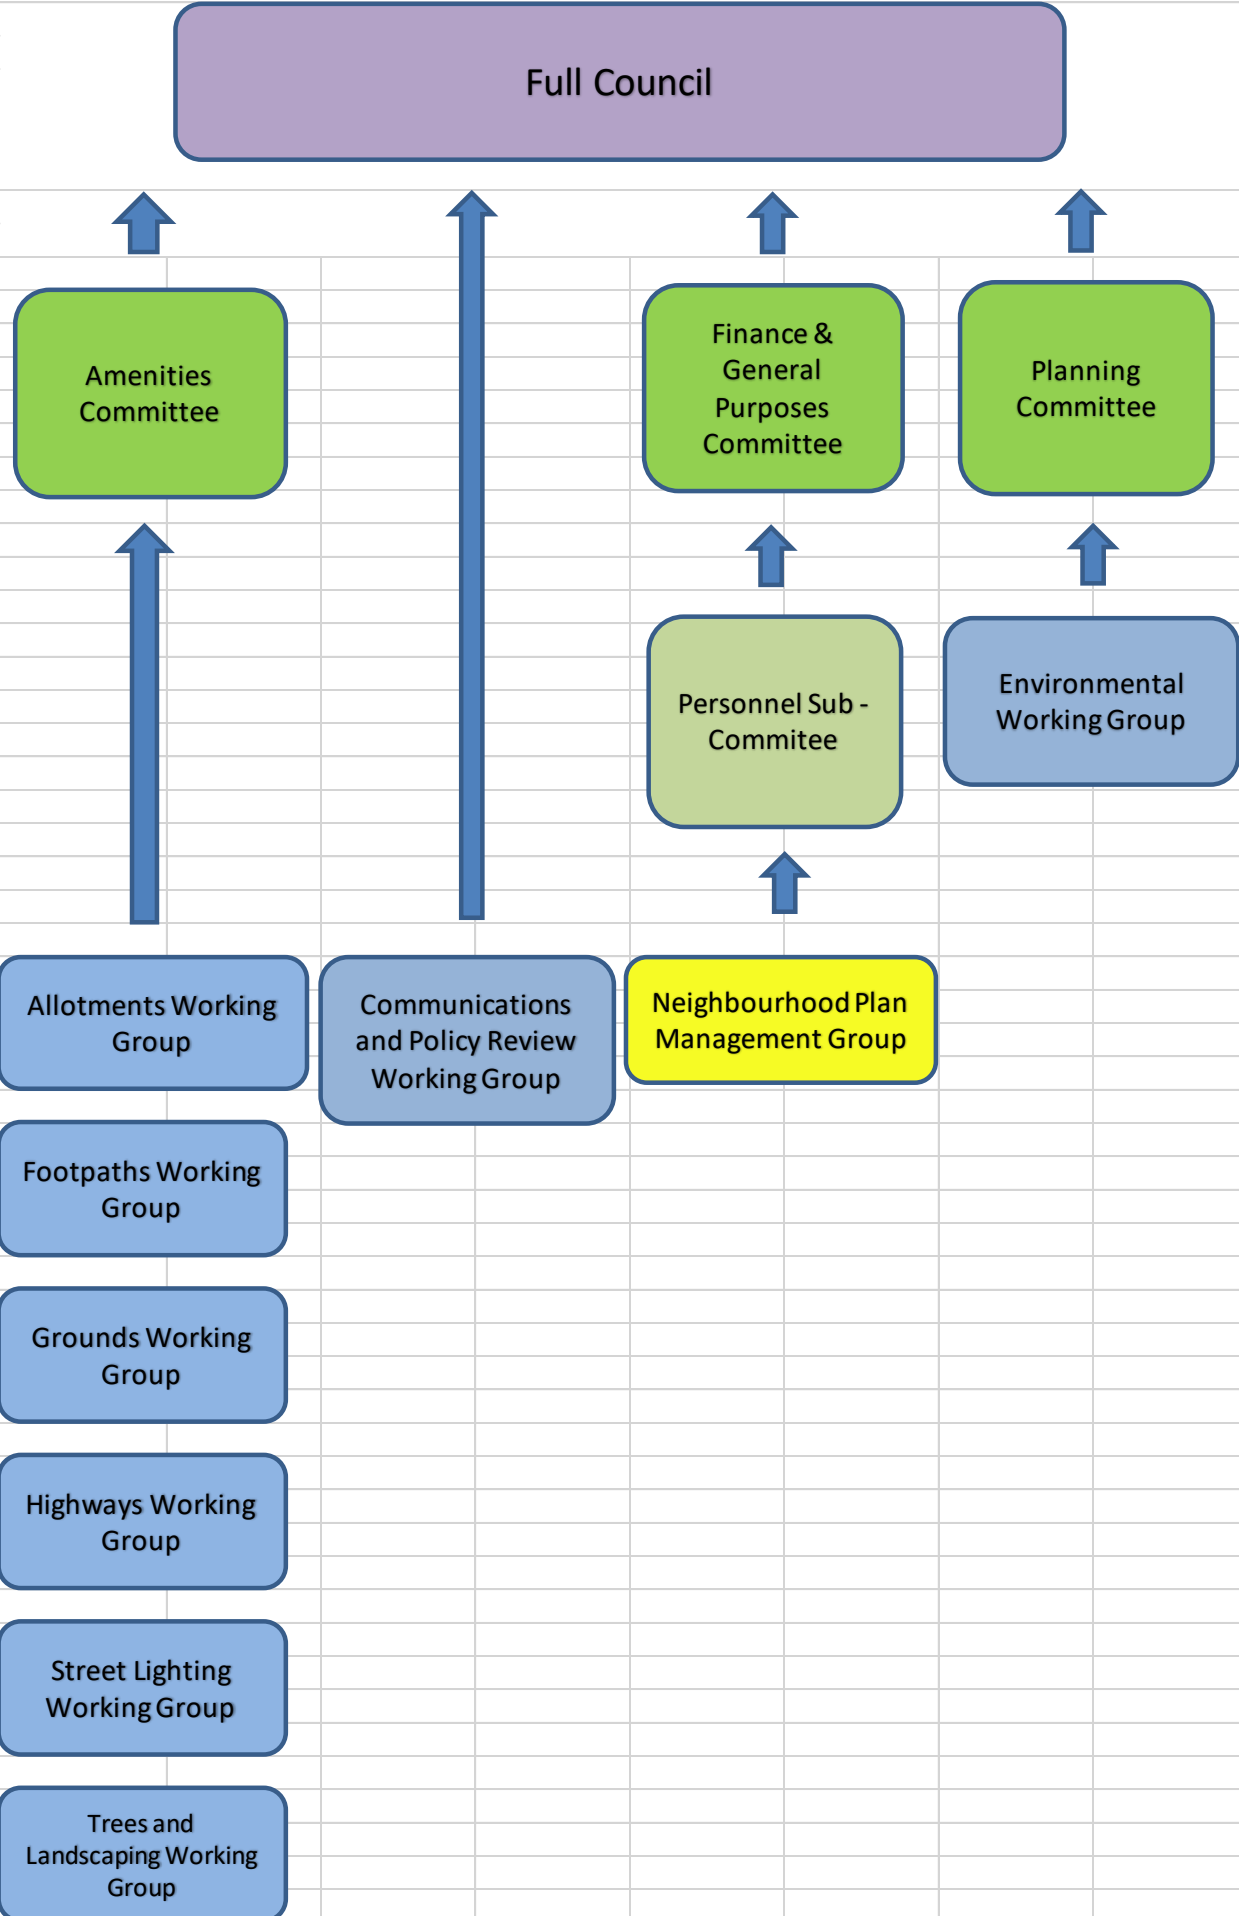 Full Council
Amenities
Committee
Finance &
General
Purposes
Committee
Planning
Committee
Personnel Sub -
Commitee
Environmental
Working Group
Allotments Working
Group
Communications
and Policy Review
Working Group
Neighbourhood Plan
Management Group
Footpaths Working
Group
Grounds Working
Group
Highways Working
Group
Street Lighting
Working Group
Trees and
Landscaping Working
Group